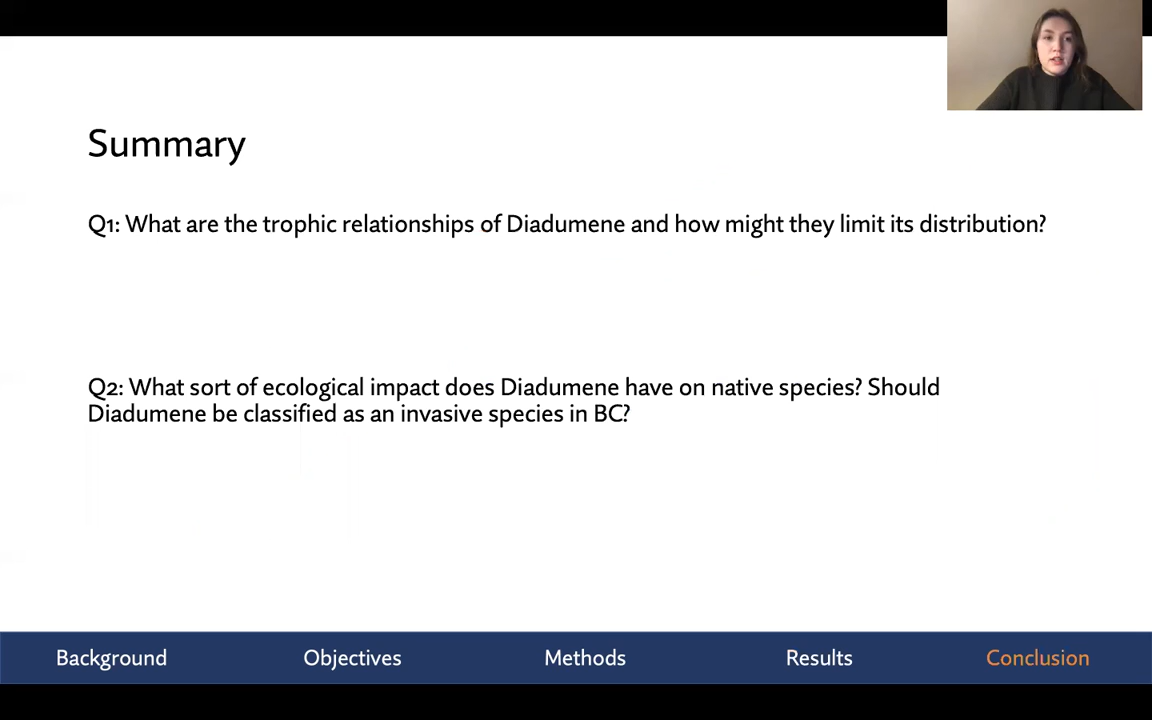 Summary
Q1: What are the trophic relationships of Diadumene and how might they limit its distribution?
Q2: What sort of ecological impact does Diadumene have on native species? Should
Diadumene be classified as an invasive species in BC?
Background Objectives Methods Results Conclusion